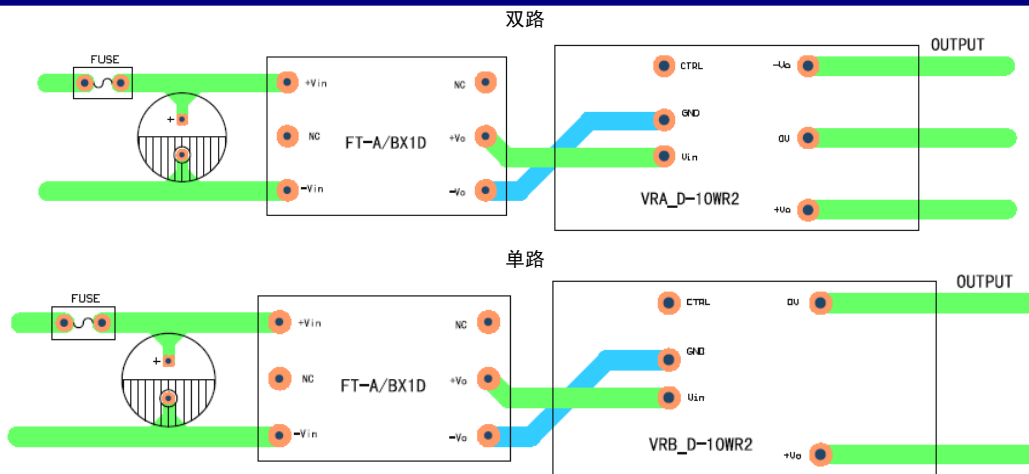 双路
OUTPUT
FUSE
CTRL
-Vo
+Vin
NC
+
GND
NC
FT-A/BX1D
+Vo
0V
Vin
-Vin
-Vo
VRA_D-10WR2
+Vo
单路
OUTPUT
FUSE
CTRL
0V
+Vin
NC
+
GND
NC
FT-A/BX1D
+Vo
Vin
-Vin
-Vo
VRB_D-10WR2
+Vo